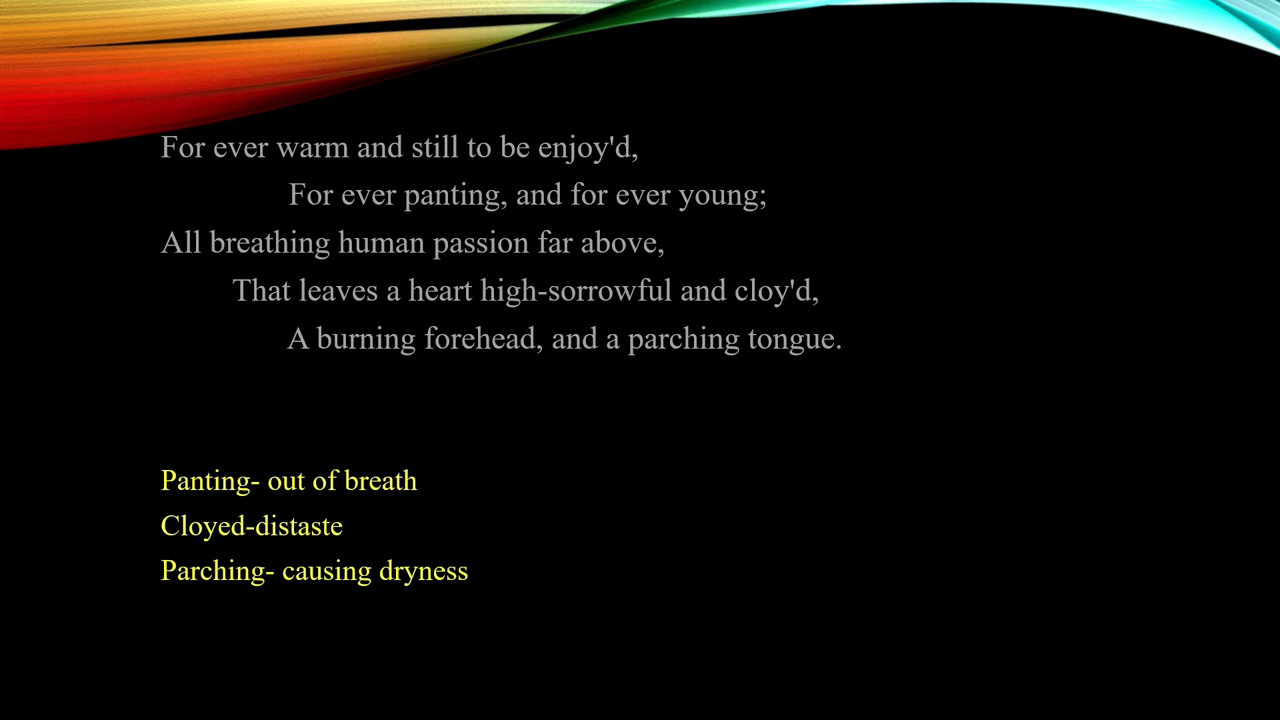 For ever warm and still to be enjoy'd,
For ever panting, and for ever young;
All breathing human passion far above,
That leaves a heart high-sorrowful and cloy'd,
A burning forehead, and a parching tongue.
Panting- out of breath
Cloyed-distaste
Parching- causing dryness